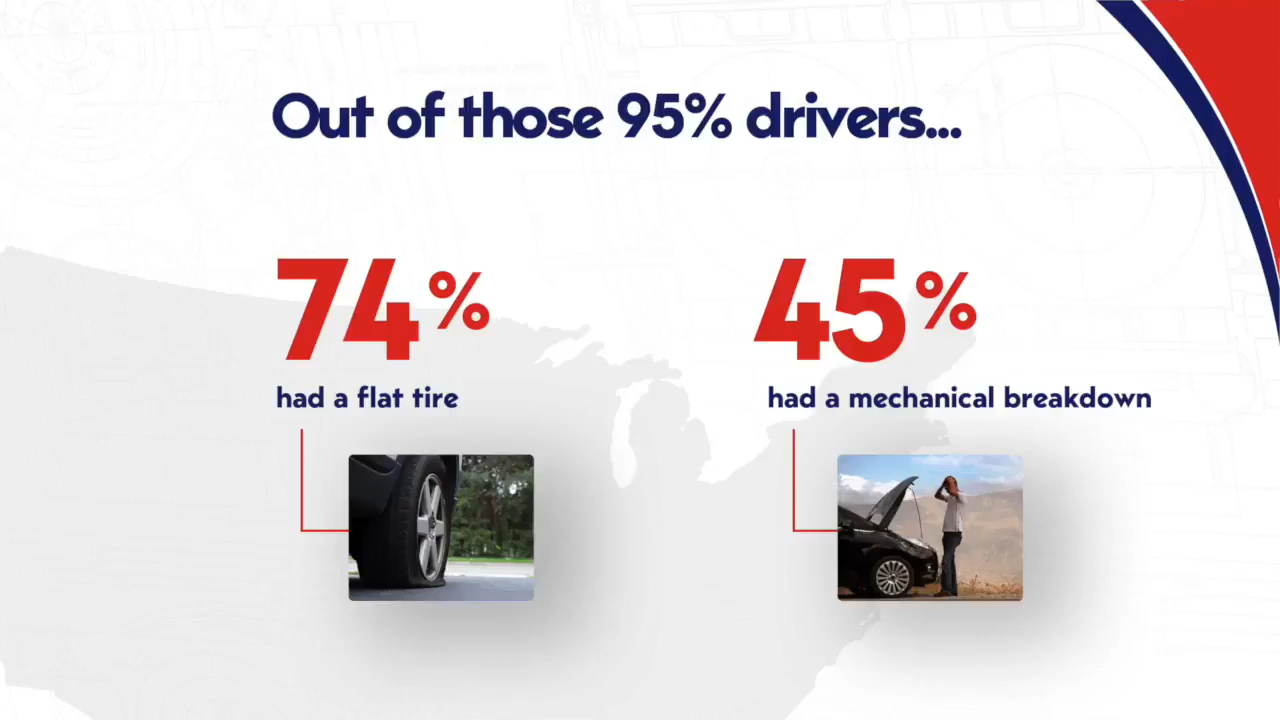 Out of those 95% drivers...
74%
had a flat tire
45%
had a mechanical breakdown